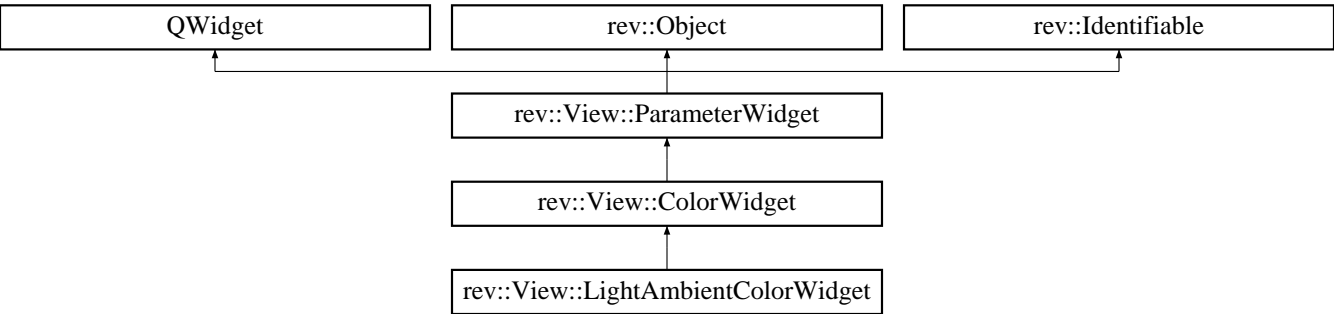 QWidget
rev::Object
rev::Identifiable
rev::View::ParameterWidget
rev::View::ColorWidget
rev::View::LightAmbientColorWidget